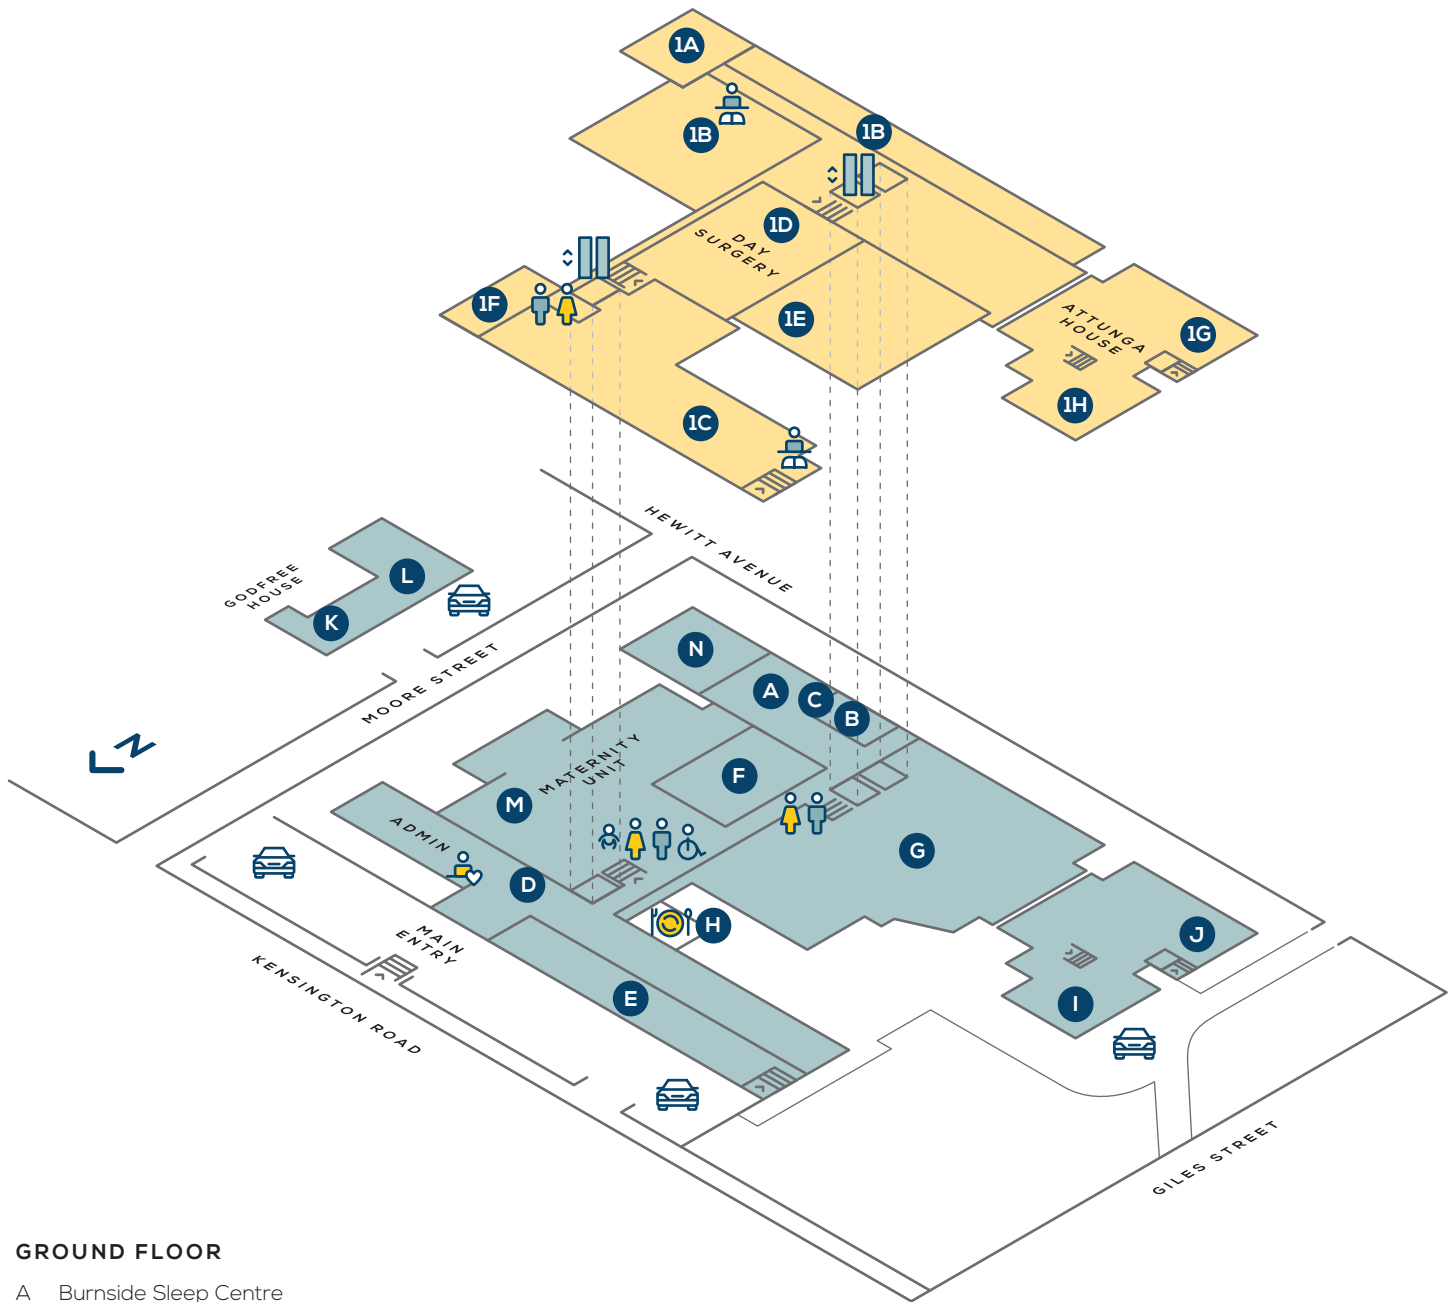 1A
1B
1B
1D
DAY
SURGERY
1F
1E
ATTUNGA
HOUSE
1G
1H
1C
HEWITT AVENUE
GODFREE
HOUSE
L
K
MOORE STREET
N
N
A
C
B
MATERNITY
UNIT
F
M
ADMIN
G
D
H
MAIN
ENTRY
J
KENSINGTON ROAD
E
I
GILES STREET
GROUND FLOOR
A Burnside Sleep Centre